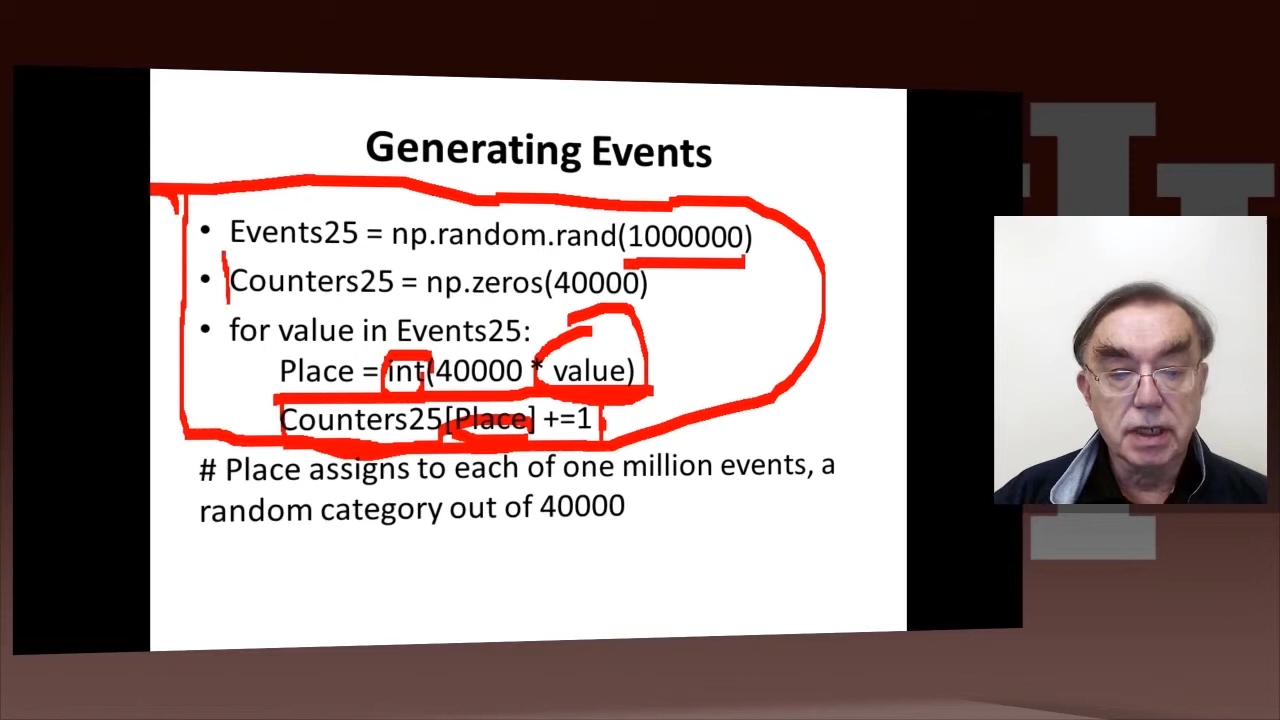 Generating Events
• Events25 = np.random.rand(1000000)
• Counters25 = np.zeros(40000)
• for value in Events25:
Place = int(40000 * value)
Counters25[Place] +=1
# Place assigns to each of one million events, a
random category out of 40000